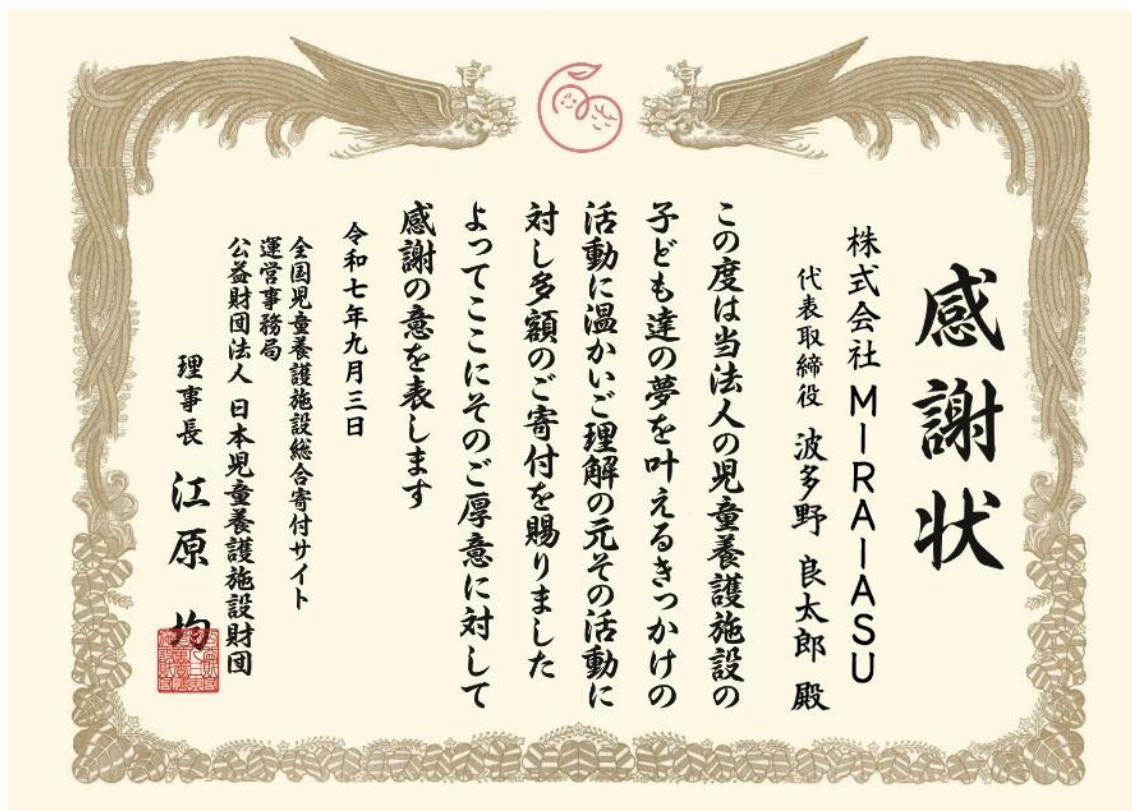 感謝状
株式会社 MIRAIASU
代表取締役 波多野 良太郎 殿
この度は当法人の児童養護施設の
子ども達の夢を叶えるきっかけの
活動に温かいご理解の元その活動に
対し多額のご寄付を賜りました
よってここにそのご厚意に対して
感謝の意を表します
令和七年九月三日
全国児童養護施設総合寄付サイト
運営事務局
公益財団法人 日本児童養護施設財団
理事長 江原 均